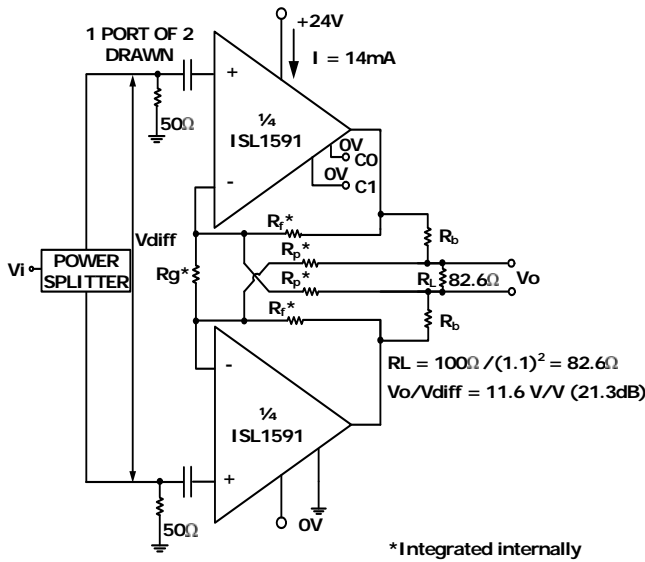 +24V
1 PORT OF 2
DRAWN
I = 14mA
+
50Ω
¼
ISL1591
0V
C0
0V
C1
-
Rf*
Rb
Vdiff
Rp*
Vi
POWER
SPLITTER
Rg*
Rp*
RL
82.6Ω
Vo
Rf*
Rb
-
RL = 100Ω/(1.1)² = 82.6Ω
Vo/Vdiff = 11.6 V/V (21.3dB)
¼
ISL1591
+
50Ω
0V
*Integrated internally